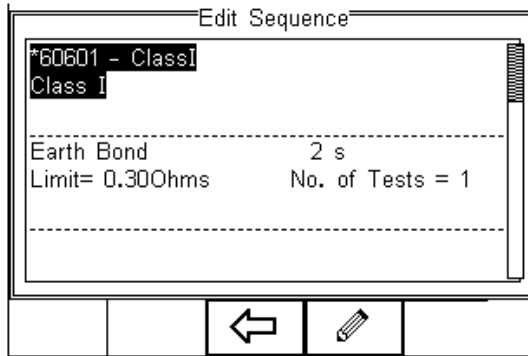 Edit Sequence
*60601 - ClassI
Class I
Earth Bond 2 s
Limit= 0.30Ohms No. of Tests = 1